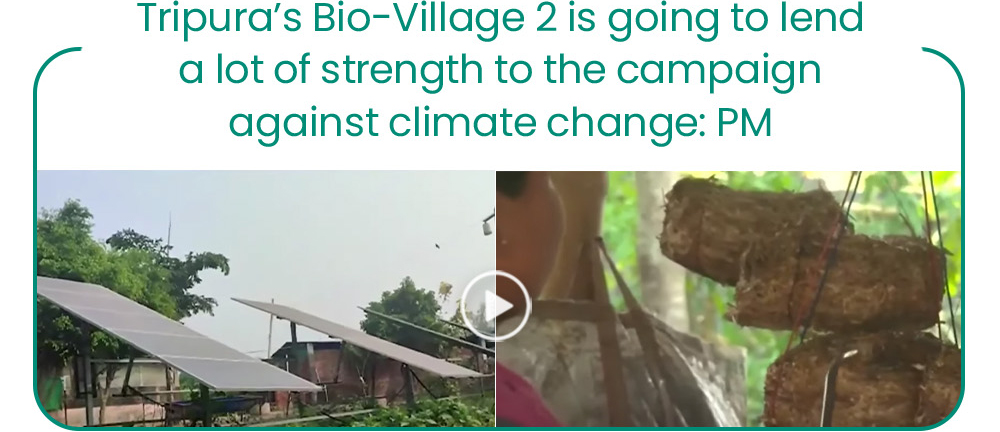 Tripura’s Bio-Village 2 is going to lend
a lot of strength to the campaign
against climate change: PM